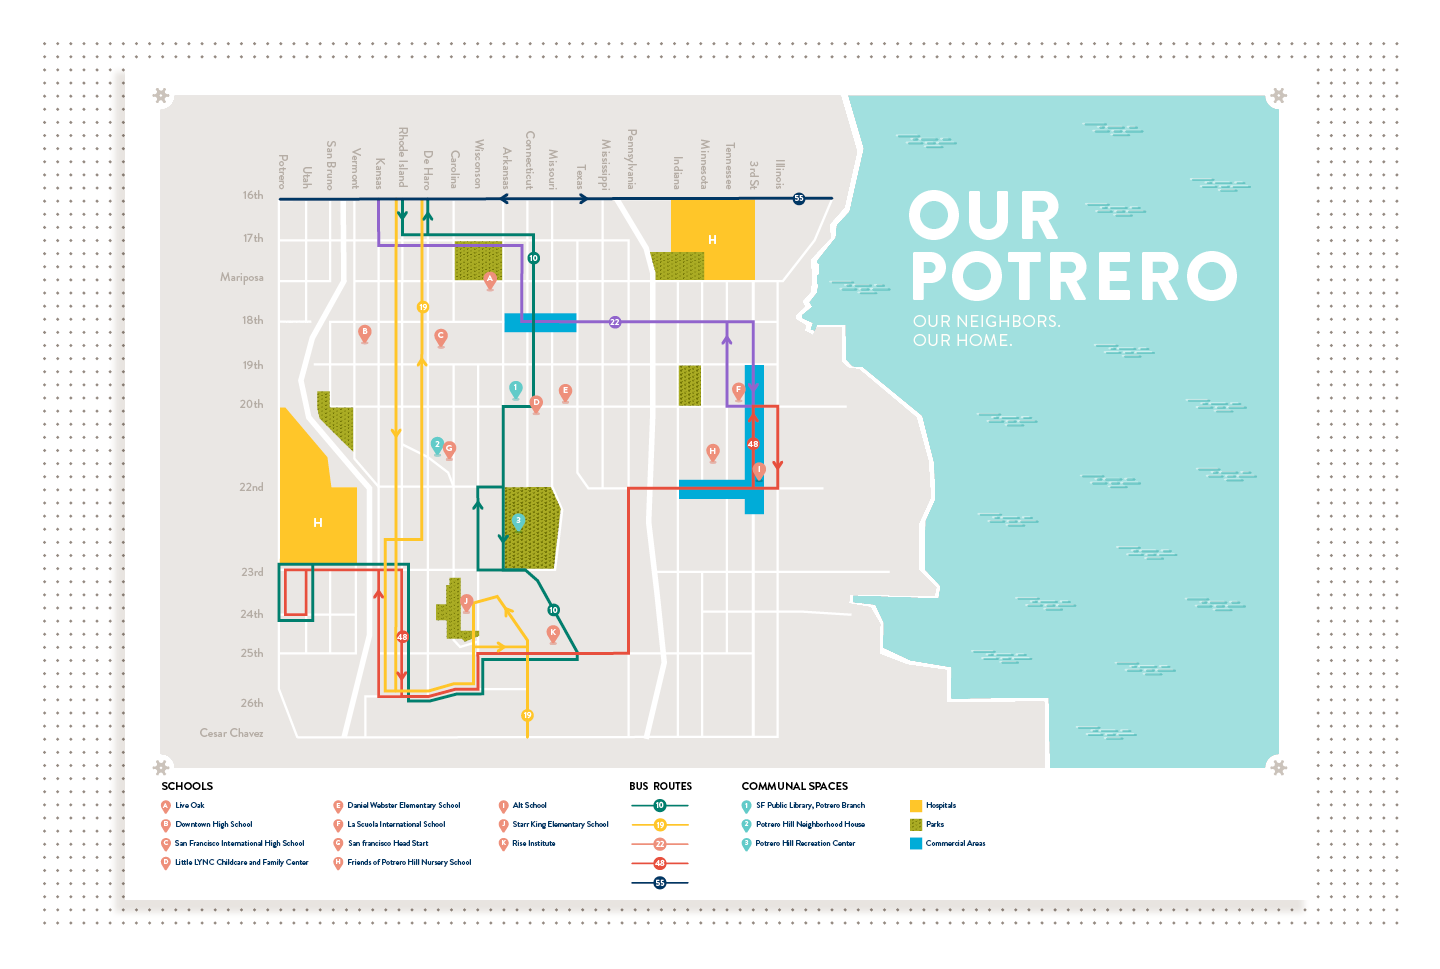 Potrero
Utah
San Bruno
Vermont
Kansas
Rhode Island
De Haro
Carolina
Wisconsin
Arkansas
Connecticut
Missouri
Texas
Mississippi
Pennsylvania
Indiana
Minnesota
Tennessee
3rd St
Illinois
16th
17th
Mariposa
18th
19th
20th
22nd
23rd
24th
25th
26th
Cesar Chavez
55
H
10
A
19
22
B
C
1
E
D
F
2
G
H
48
I
3
H
J
10
K
48
19
OUR
POTRERO
OUR NEIGHBORS.
OUR HOME.
SCHOOLS
A Live Oak
B Downtown High School
C San Francisco International High School
D Little LYNC Childcare and Family Center
E Daniel Webster Elementary School
F La Scuola International School
G San francisco Head Start
H Friends of Potrero Hill Nursery School
I Alt School
J Starr King Elementary School
K Rise Institute
BUS ROUTES
10
19
22
48
55
COMMUNAL SPACES
1 SF Public Library, Potrero Branch
2 Potrero Hill Neighborhood House
3 Potrero Hill Recreation Center
Hospitals
Parks
Commercial Areas